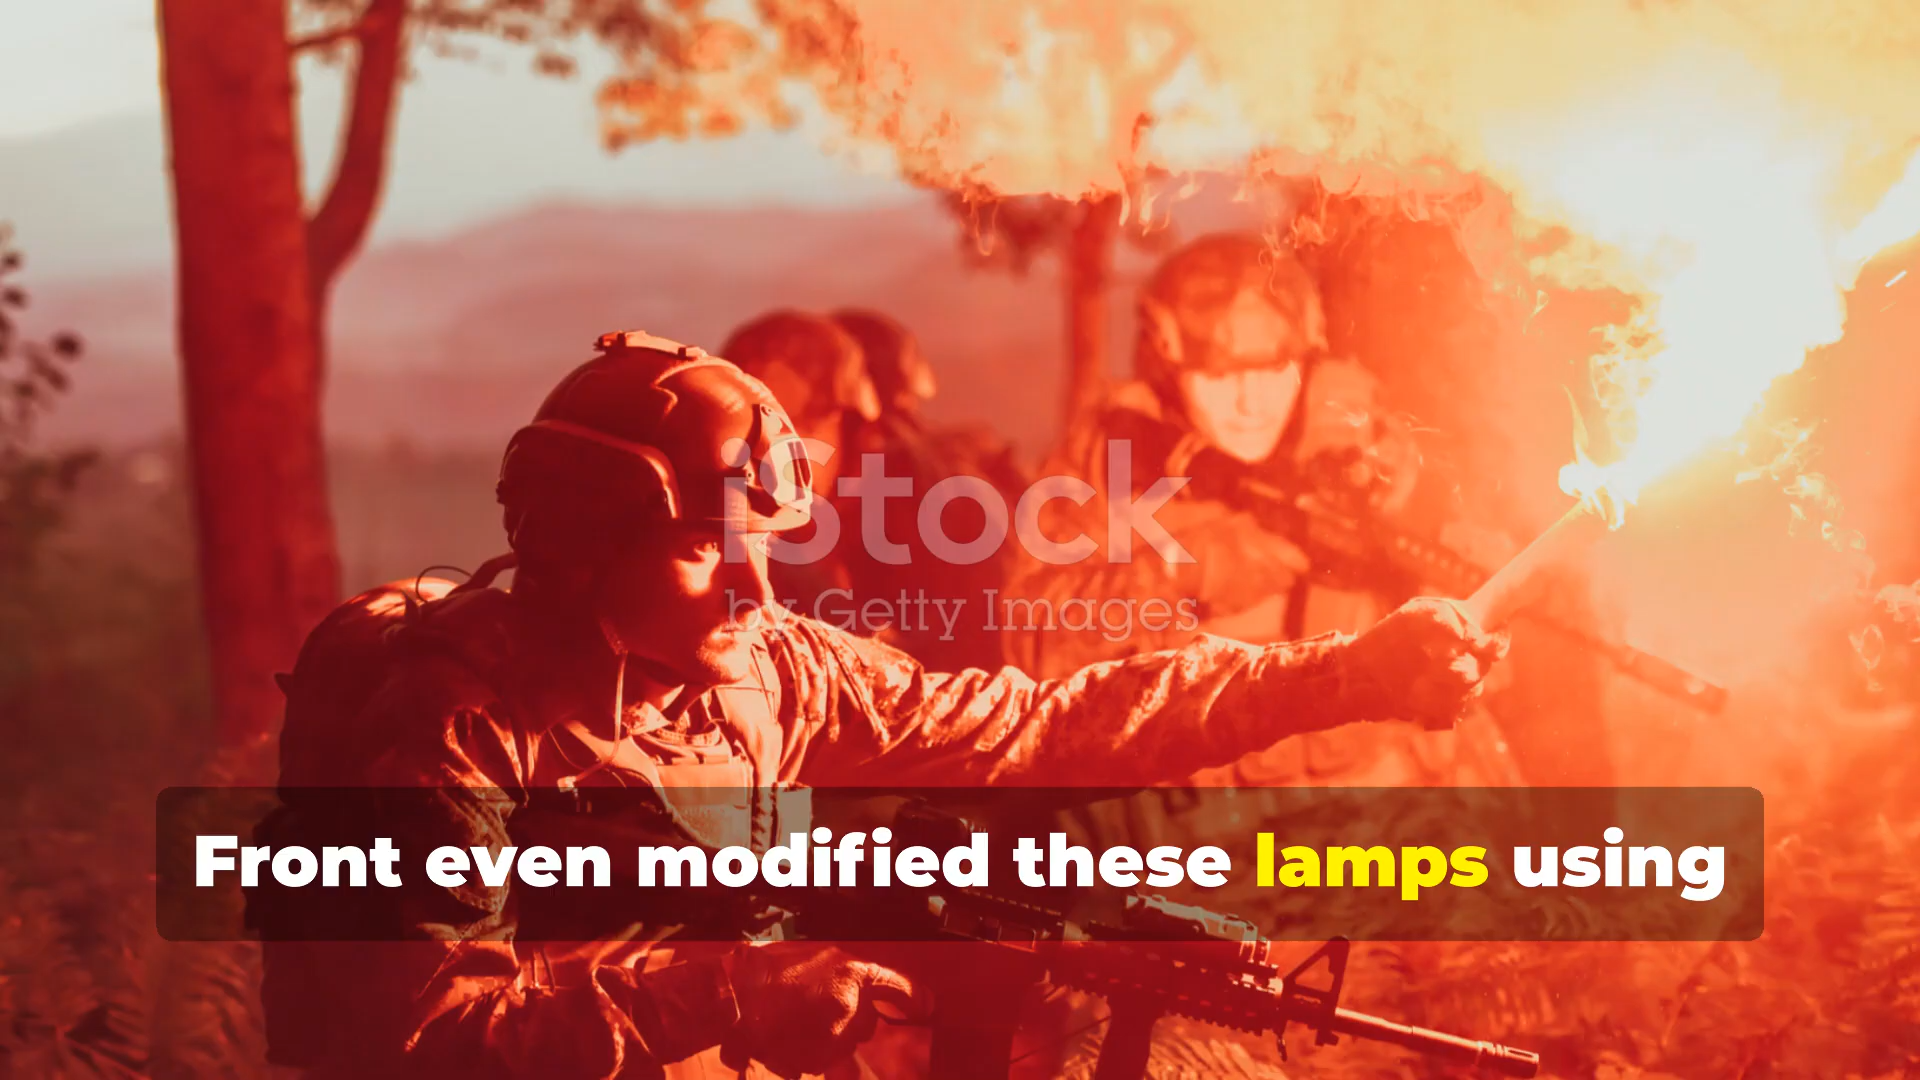 iStock
by Getty Images
Front even modified these lamps using